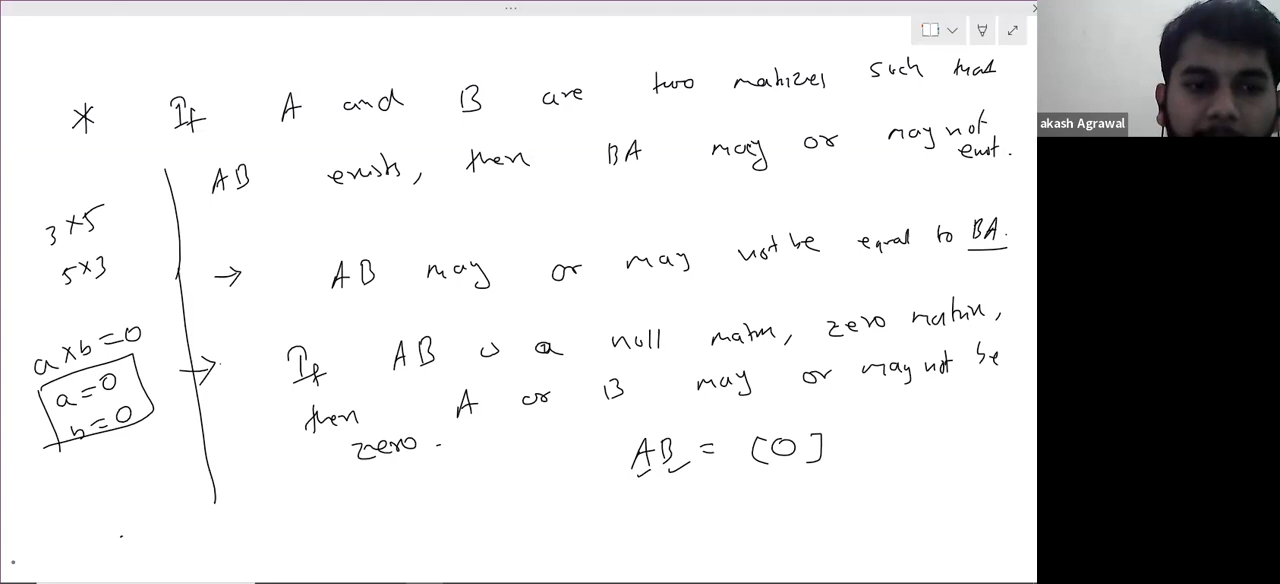 * If A and B are two matrices such that
AB exists, then BA may or may not exist.
3×5
5×3
→ AB may or may not be equal to BA.
a×b=0
a=0
b=0
→ If AB is a null matrix, zero matrix,
then A or B may or may not be
zero.
AB = [0]
akash Agrawal